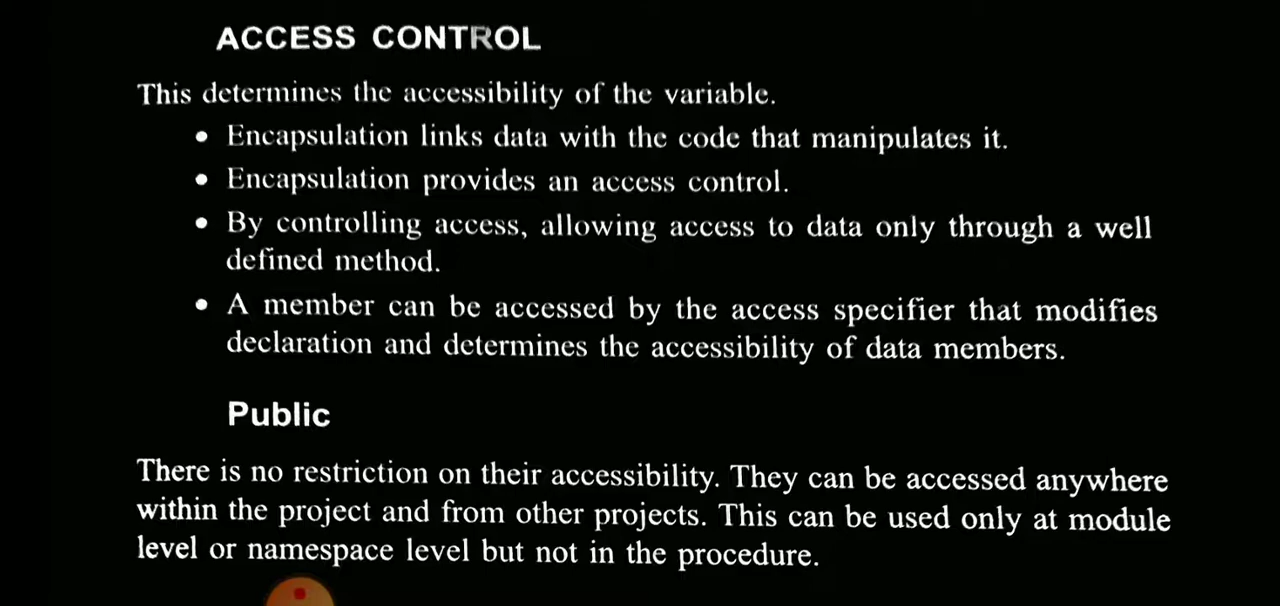 ACCESS CONTROL
This determines the accessibility of the variable.
• Encapsulation links data with the code that manipulates it.
• Encapsulation provides an access control.
• By controlling access, allowing access to data only through a well
defined method.
• A member can be accessed by the access specifier that modifies
declaration and determines the accessibility of data members.
Public
There is no restriction on their accessibility. They can be accessed anywhere
within the project and from other projects. This can be used only at module
level or namespace level but not in the procedure.